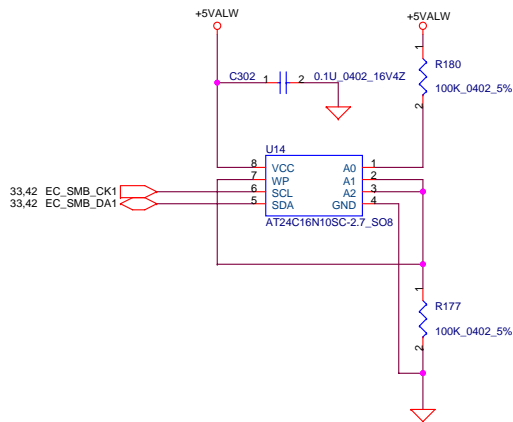 +5VALW
+5VALW
1
R180
100K_0402_5%
2
C302
1
2
0.1U_0402_16V4Z
U14
8 VCC A0 1
7 WP A1 2
33,42 EC_SMB_CK1 6 SCL A2 3
33,42 EC_SMB_DA1 5 SDA GND 4
AT24C16N10SC-2.7_SO8
1
R177
100K_0402_5%
2